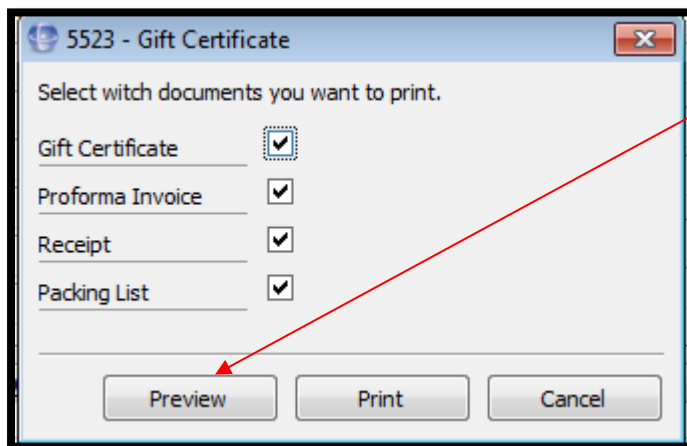 5523 - Gift Certificate
Select witch documents you want to print.
Gift Certificate
Proforma Invoice
Receipt
Packing List
Preview Print Cancel